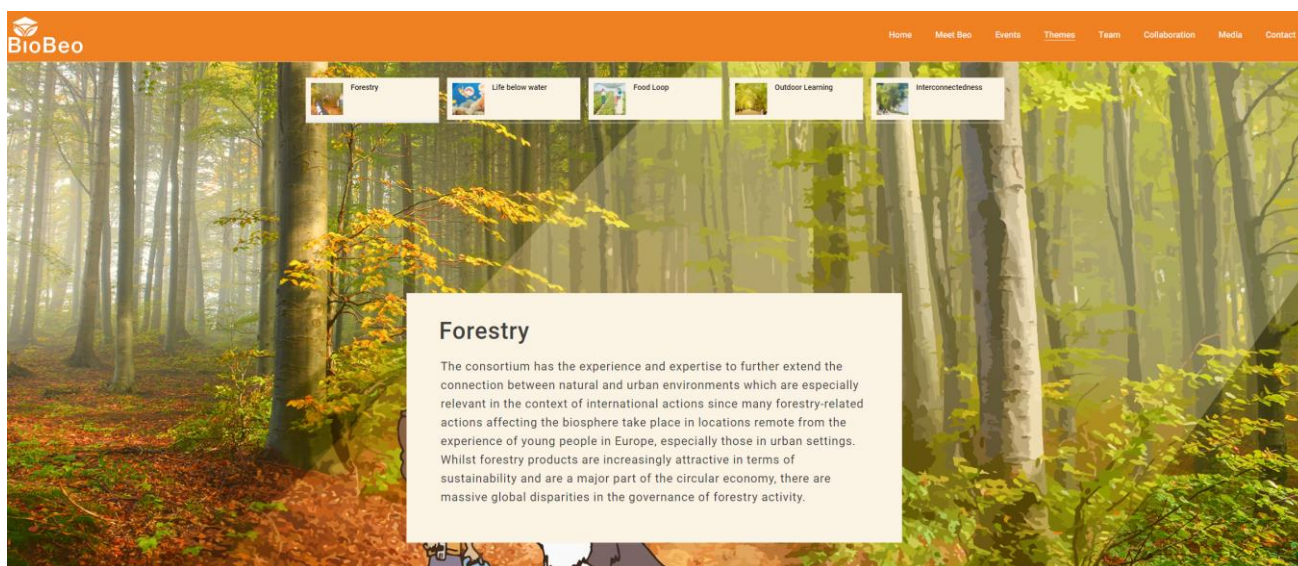 BioBeo
Home Meet Beo Events Themes Team Collaboration Media Contact
Forestry
Life below water
Food Loop
Outdoor Learning
Interconnectedness
Forestry
The consortium has the experience and expertise to further extend the
connection between natural and urban environments which are especially
relevant in the context of international actions since many forestry-related
actions affecting the biosphere take place in locations remote from the
experience of young people in Europe, especially those in urban settings.
Whilst forestry products are increasingly attractive in terms of
sustainability and are a major part of the circular economy, there are
massive global disparities in the governance of forestry activity.